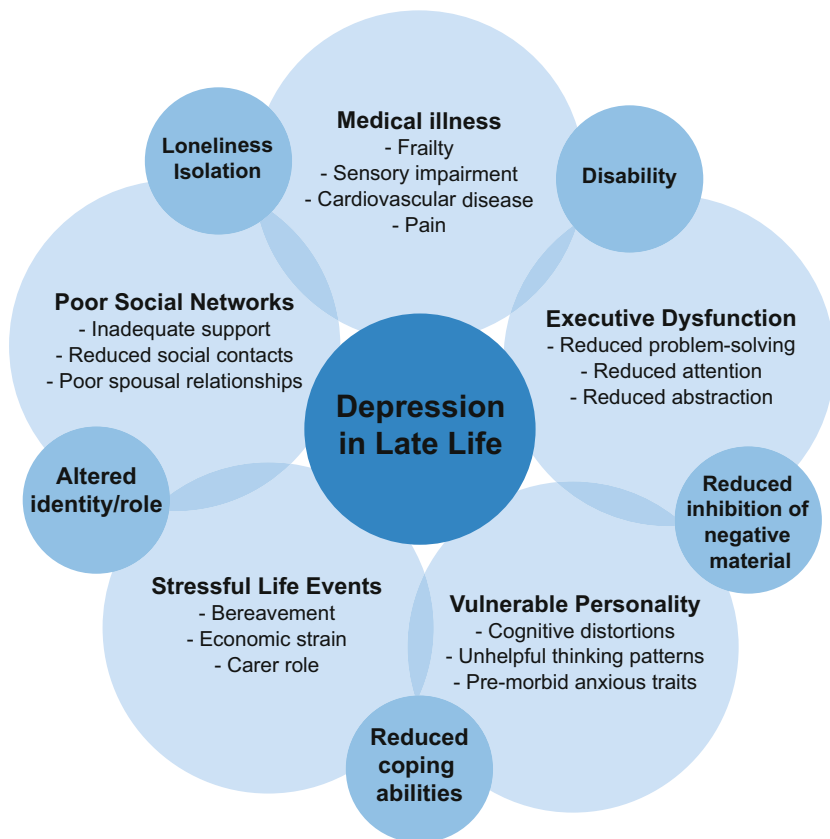 Medical illness
- Frailty
- Sensory impairment
- Cardiovascular disease
- Pain
Loneliness
Isolation
Disability
Poor Social Networks
- Inadequate support
- Reduced social contacts
- Poor spousal relationships
Executive Dysfunction
- Reduced problem-solving
- Reduced attention
- Reduced abstraction
Depression
in Late Life
Altered
identity/role
Reduced
inhibition of
negative
material
Stressful Life Events
- Bereavement
- Economic strain
- Carer role
Vulnerable Personality
- Cognitive distortions
- Unhelpful thinking patterns
- Pre-morbid anxious traits
Reduced
coping
abilities